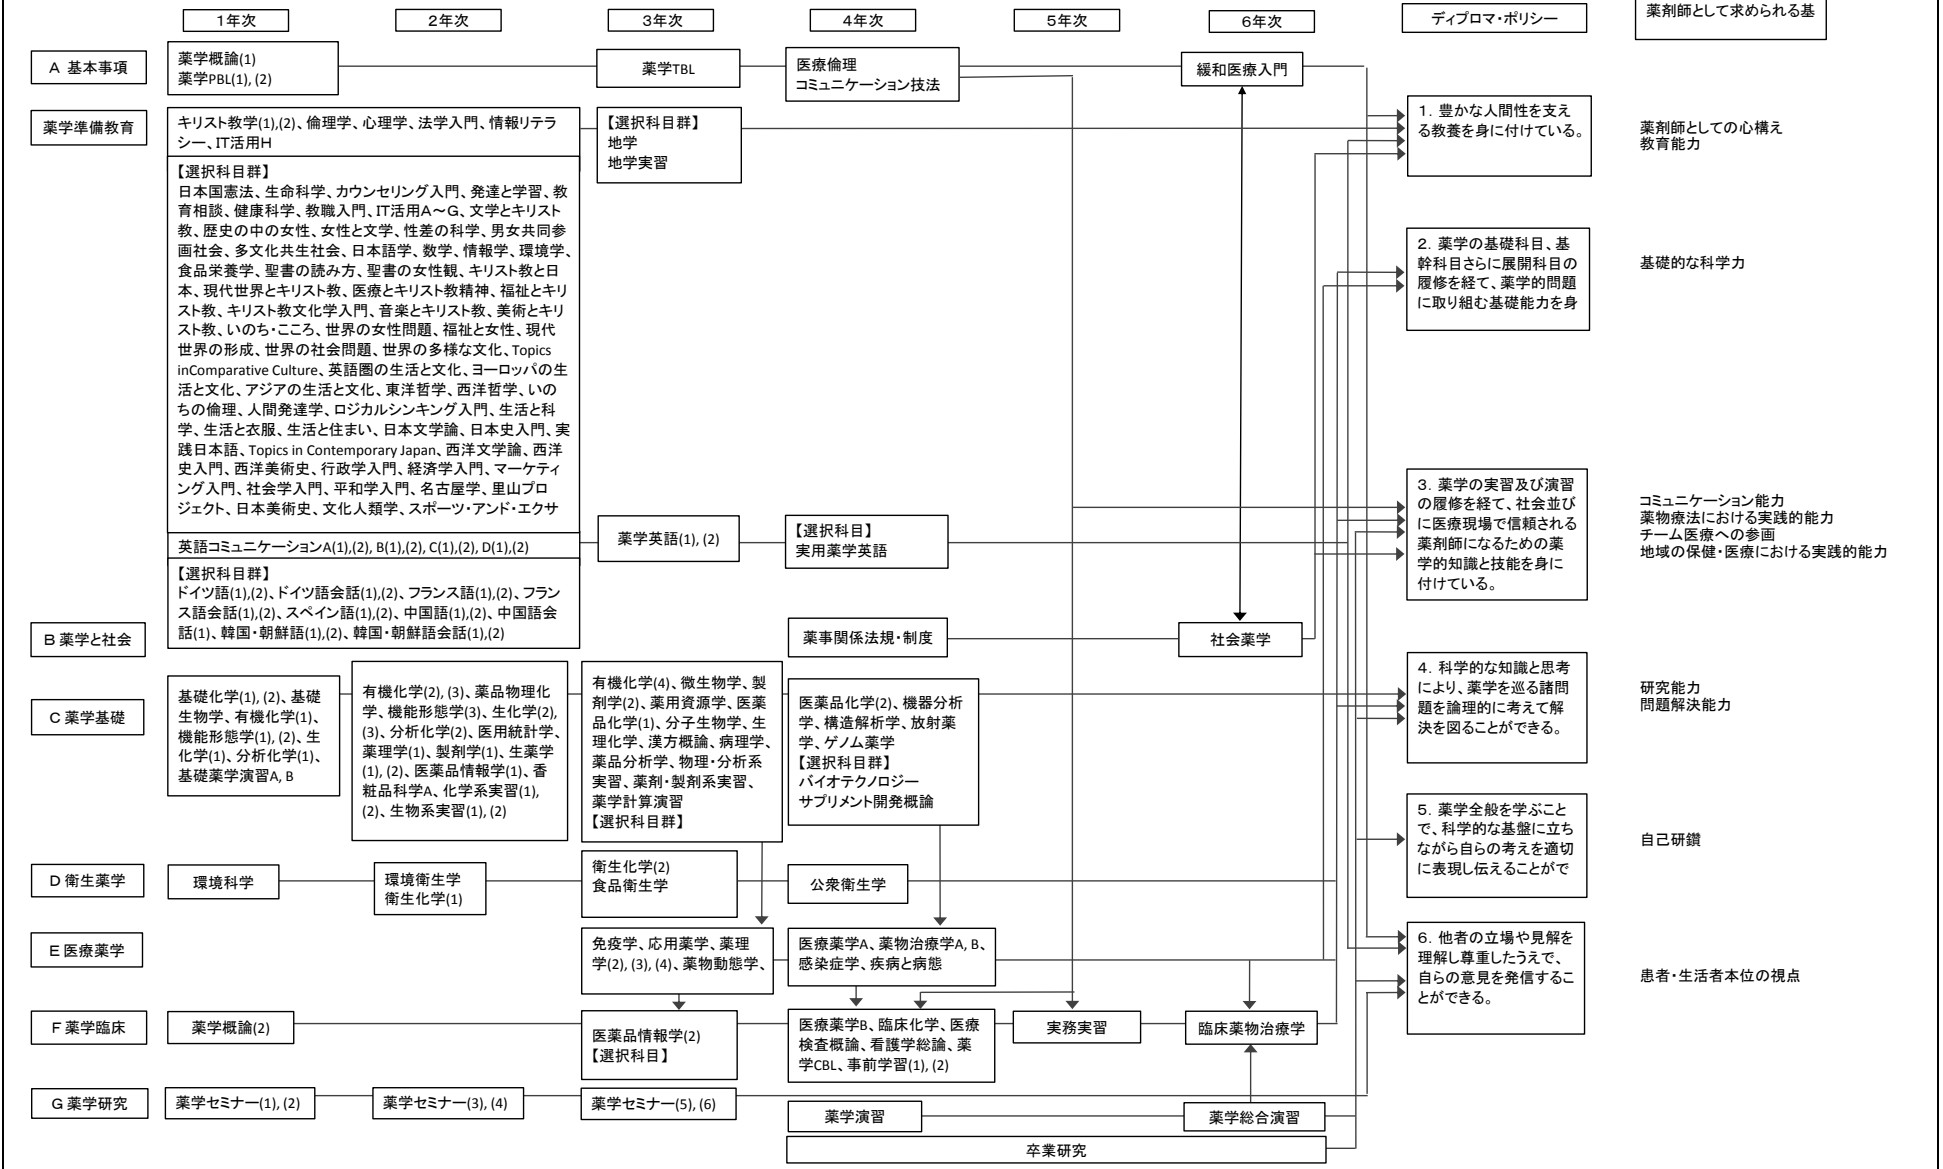 1年次
2年次
3年次
4年次
5年次
6年次
ディプロマ・ポリシー
薬剤師として求められる基
A 基本事項
薬学概論(1)
薬学PBL(1), (2)
薬学TBL
医療倫理
コミュニケーション技法
緩和医療入門
薬学準備教育
キリスト教学(1),(2)、倫理学、心理学、法学入門、情報リテラ
シー、IT活用H
【選択科目群】
地学
地学実習
【選択科目群】
日本国憲法、生命科学、カウンセリング入門、発達と学習、教
育相談、健康科学、教職入門、IT活用A～G、文学とキリスト
教、歴史の中の女性、女性と文学、性差の科学、男女共同参
画社会、多文化共生社会、日本語学、数学、情報学、環境学、
食品栄養学、聖書の読み方、聖書の女性観、キリスト教と日
本、現代世界とキリスト教、医療とキリスト教精神、福祉とキリ
スト教、キリスト教文化学入門、音楽とキリスト教、美術とキリ
スト教、いのち・こころ、世界の女性問題、福祉と女性、現代
世界の形成、世界の社会問題、世界の多様な文化、Topics
inComparative Culture、英語圏の生活と文化、ヨーロッパの生
活と文化、アジアの生活と文化、東洋哲学、西洋哲学、いの
ちの倫理、人間発達学、ロジカルシンキング入門、生活と科
学、生活と衣服、生活と住まい、日本文学論、日本史入門、実
践日本語、Topics in Contemporary Japan、西洋文学論、西洋
史入門、西洋美術史、行政学入門、経済学入門、マーケティ
ング入門、社会学入門、平和学入門、名古屋学、里山プロ
ジェクト、日本美術史、文化人類学、スポーツ・アンド・エクサ
英語コミュニケーションA(1),(2), B(1),(2), C(1),(2), D(1),(2)
薬学英語(1), (2)
【選択科目】
実用薬学英語
【選択科目群】
ドイツ語(1),(2)、ドイツ語会話(1),(2)、フランス語(1),(2)、フラン
ス語会話(1),(2)、スペイン語(1),(2)、中国語(1),(2)、中国語会
話(1)、韓国・朝鮮語(1),(2)、韓国・朝鮮語会話(1),(2)
1. 豊かな人間性を支え
る教養を身に付けている。
薬剤師としての心構え
教育能力
2. 薬学の基礎科目、基
幹科目さらに展開科目の
履修を経て、薬学的問題
に取り組む基礎能力を身
基礎的な科学力
3. 薬学の実習及び演習
の履修を経て、社会並び
に医療現場で信頼される
薬剤師になるための薬
学的知識と技能を身に
付けている。
コミュニケーション能力
薬物療法における実践的能力
チーム医療への参画
地域の保健・医療における実践的能力
B 薬学と社会
薬事関係法規・制度
社会薬学
C 薬学基礎
基礎化学(1), (2)、基礎
生物学、有機化学(1)、
機能形態学(1), (2)、生
化学(1)、分析化学(1)、
基礎薬学演習A, B
有機化学(2), (3)、薬品物理化
学、機能形態学(3)、生化学(2),
(3)、分析化学(2)、医用統計学、
薬理学(1)、製剤学(1)、生薬学
(1), (2)、医薬品情報学(1)、香
粧品科学A、化学系実習(1),
(2)、生物系実習(1), (2)
有機化学(4)、微生物学、製
剤学(2)、薬用資源学、医薬
品化学(1)、分子生物学、生
理化学、漢方概論、病理学、
薬品分析学、物理・分析系
実習、薬剤・製剤系実習、
薬学計算演習
【選択科目群】
医薬品化学(2)、機器分析
学、構造解析学、放射薬
学、ゲノム薬学
【選択科目群】
バイオテクノロジー
サプリメント開発概論
4. 科学的な知識と思考
により、薬学を巡る諸問
題を論理的に考えて解
決を図ることができる。
研究能力
問題解決能力
5. 薬学全般を学ぶこと
で、科学的な基盤に立ち
ながら自らの考えを適切
に表現し伝えることがで
自己研鑽
D 衛生薬学
環境科学
環境衛生学
衛生化学(1)
衛生化学(2)
食品衛生学
公衆衛生学
E 医療薬学
免疫学、応用薬学、薬理
学(2), (3), (4)、薬物動態学、
医療薬学A、薬物治療学A, B、
感染症学、疾病と病態
6. 他者の立場や見解を
理解し尊重したうえで、
自らの意見を発信するこ
とができる。
患者・生活者本位の視点
F 薬学臨床
薬学概論(2)
医薬品情報学(2)
【選択科目】
医療薬学B、臨床化学、医療
検査概論、看護学総論、薬
学CBL、事前学習(1), (2)
実務実習
臨床薬物治療学
G 薬学研究
薬学セミナー(1), (2)
薬学セミナー(3), (4)
薬学セミナー(5), (6)
薬学演習
薬学総合演習
卒業研究